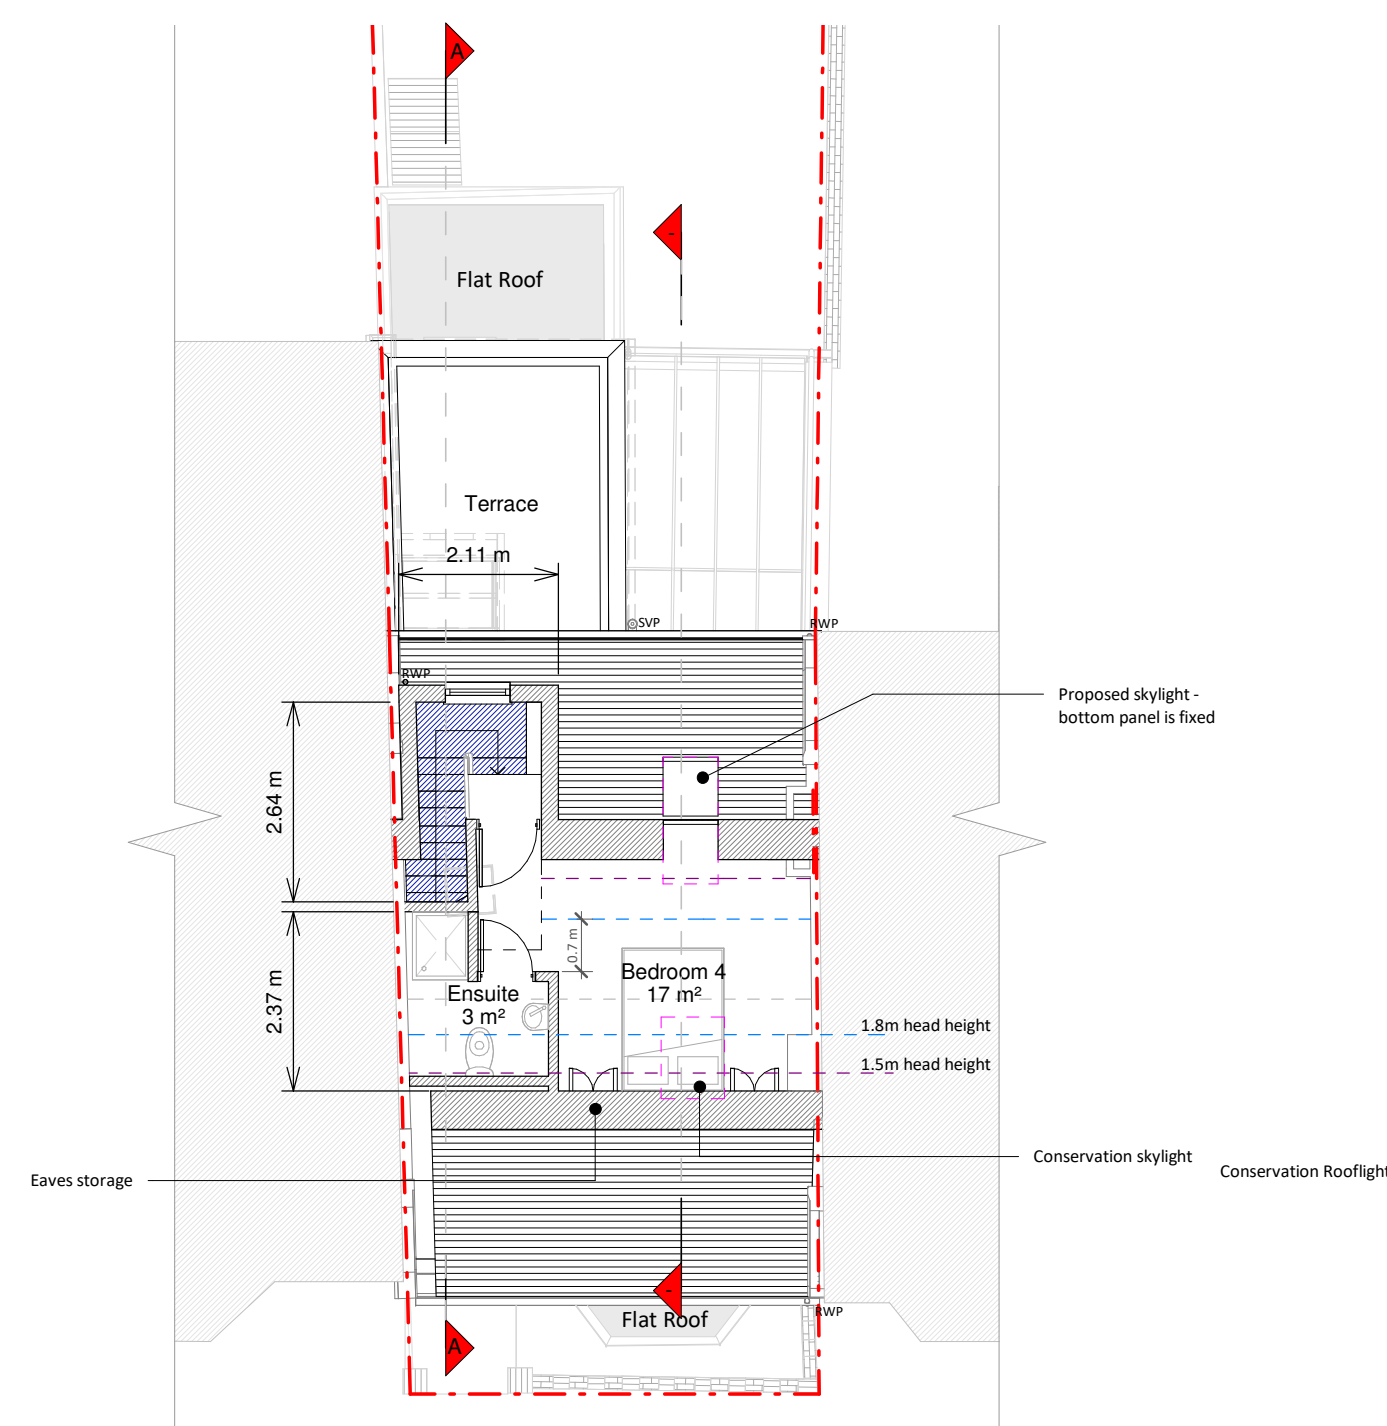 A
-
Flat Roof
Terrace
2.11 m
SVP
RWP
RWP
Proposed skylight -
bottom panel is fixed
2.64 m
0.7 m
Bedroom 4
17 m²
Ensuite
3 m²
2.37 m
1.8m head height
1.5m head height
Conservation skylight
Conservation Rooflight
Eaves storage
-
Flat Roof
RWP
A